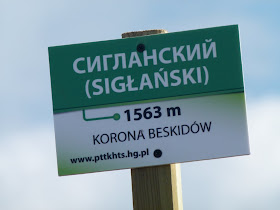 СИГЛАНСКИЙ
(SIGŁAŃSKI)
1563 m
KORONA BESKIDÓW
www.pttkhts.hg.pl